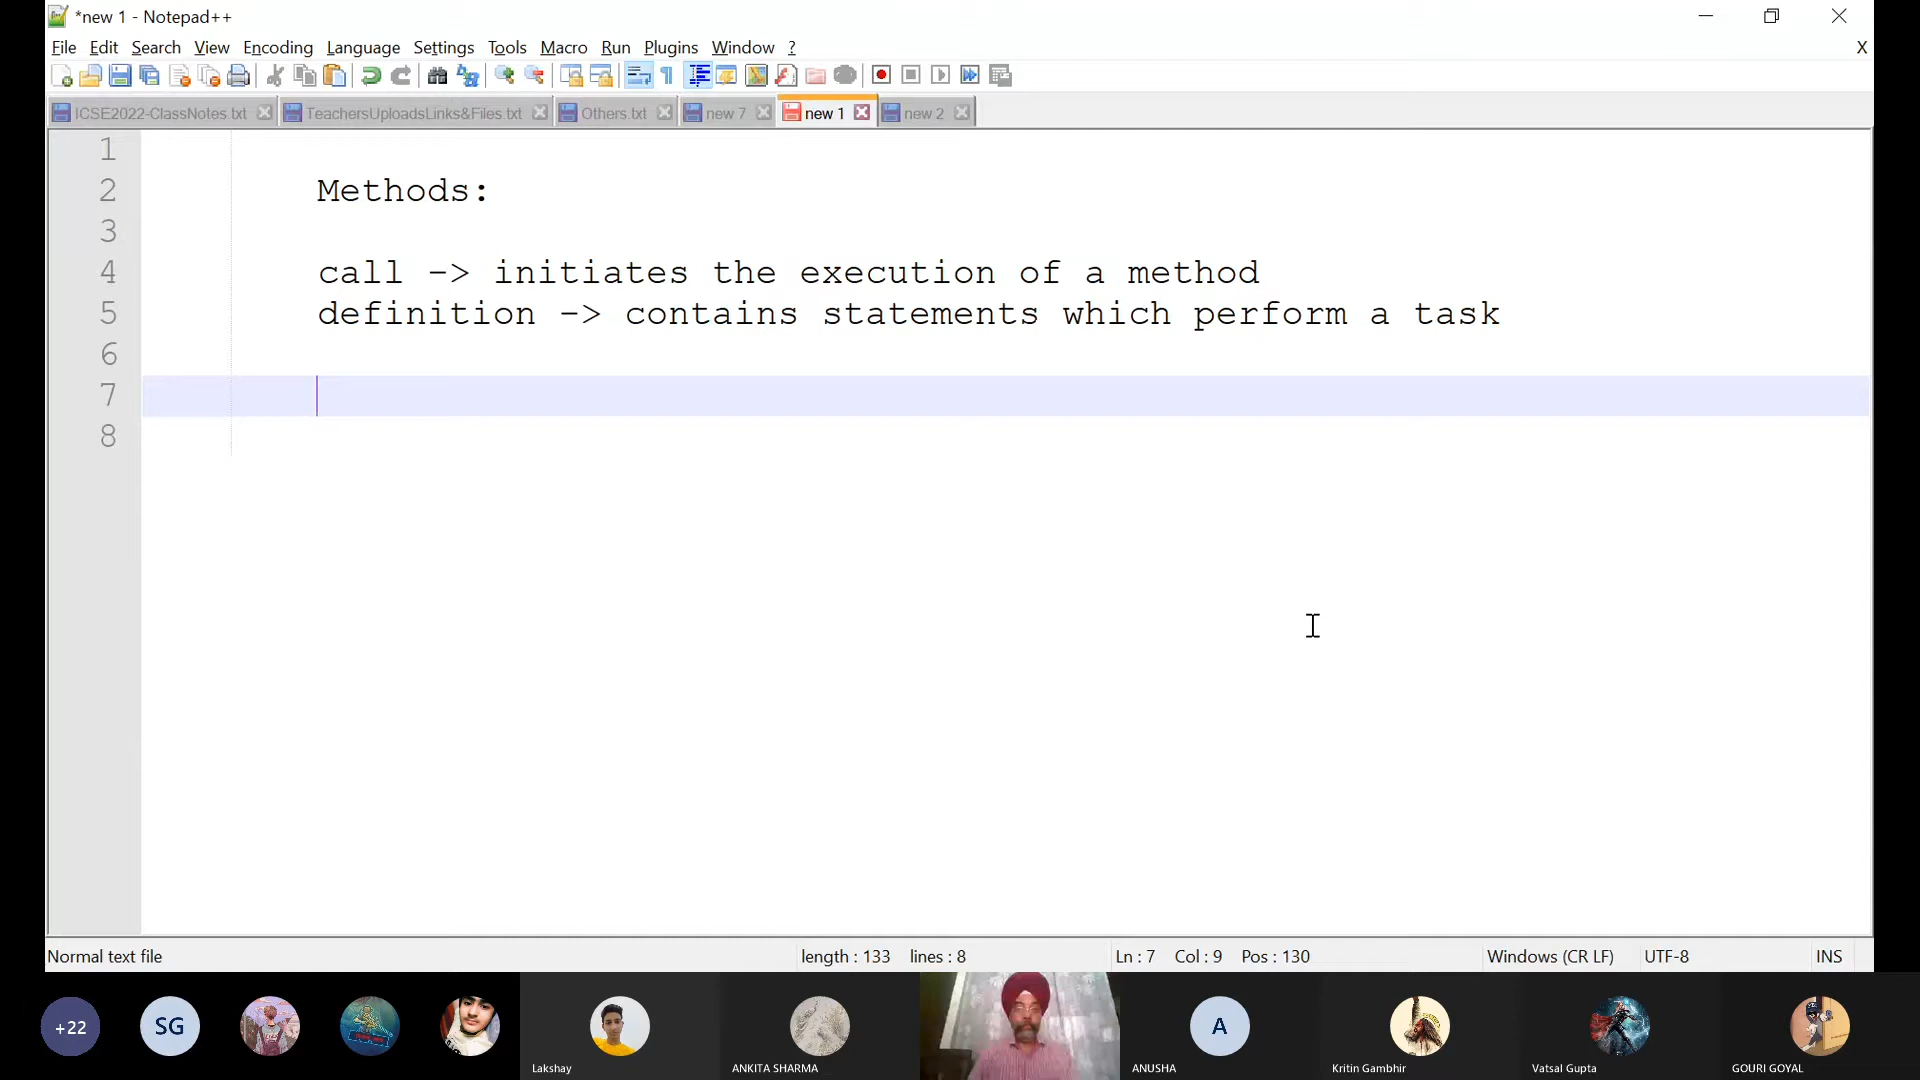 *new 1 - Notepad++
File Edit Search View Encoding Language Settings Tools Macro Run Plugins Window ? X
ICSE2022-ClassNotes.txt TeachersUploadsLinks&Files.txt Others.txt new 7 new 1 new 2
1
2 Methods:
3
4 call -> initiates the execution of a method
5 definition -> contains statements which perform a task
6
7
8
Normal text file length : 133 lines : 8 Ln : 7 Col : 9 Pos : 130 Windows (CR LF) UTF-8 INS
+22 SG A
Lakshay ANKITA SHARMA ANUSHA Kritin Gambhir Vatsal Gupta GOURI GOYAL